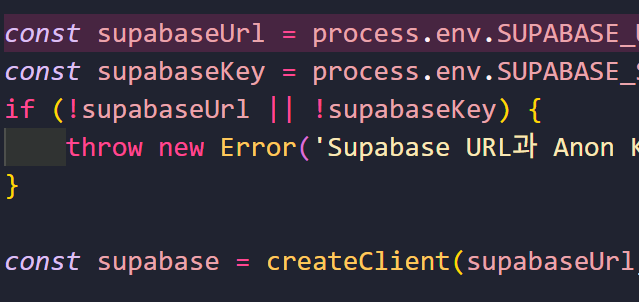 const supabaseUrl = process.env.SUPABASE_U
const supabaseKey = process.env.SUPABASE_S
if (!supabaseUrl || !supabaseKey) {
throw new Error('Supabase URL과 Anon K
}
const supabase = createClient(supabaseUrl,